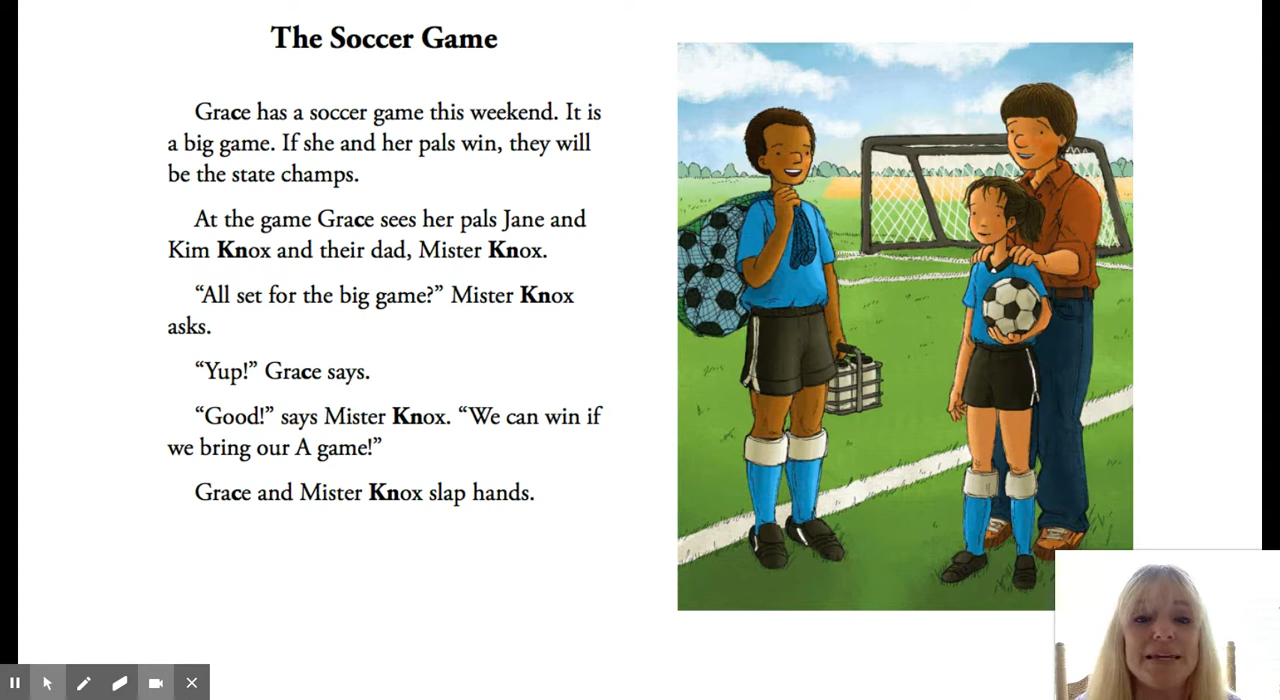 The Soccer Game
Grace has a soccer game this weekend. It is
a big game. If she and her pals win, they will
be the state champs.
At the game Grace sees her pals Jane and
Kim Knox and their dad, Mister Knox.
“All set for the big game?” Mister Knox
asks.
“Yup!” Grace says.
“Good!” says Mister Knox. “We can win if
we bring our A game!”
Grace and Mister Knox slap hands.